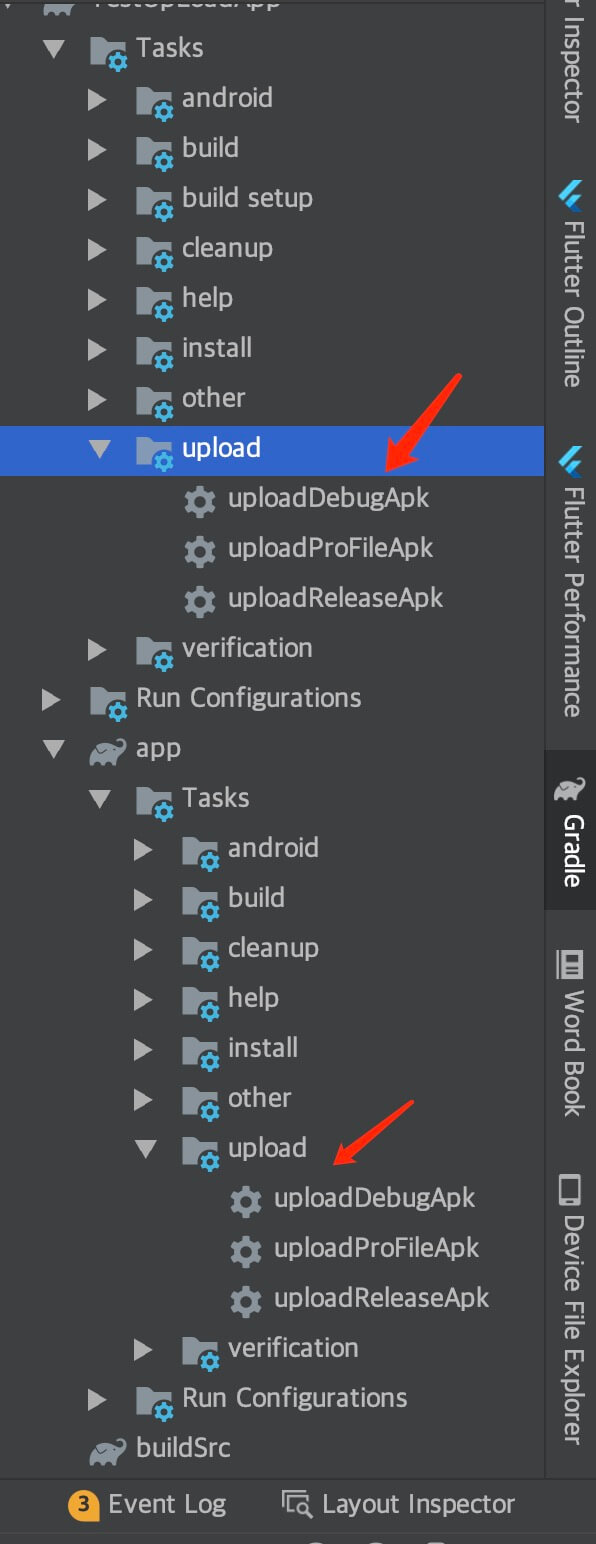 TestUpLoadApp
Tasks
android
build
build setup
cleanup
help
install
other
upload
uploadDebugApk
uploadProFileApk
uploadReleaseApk
verification
Run Configurations
app
Tasks
android
build
cleanup
help
install
other
upload
uploadDebugApk
uploadProFileApk
uploadReleaseApk
verification
Run Configurations
buildSrc
Inspector
Flutter Outline
Flutter Performance
Gradle
Word Book
Device File Explorer
3 Event Log
Layout Inspector